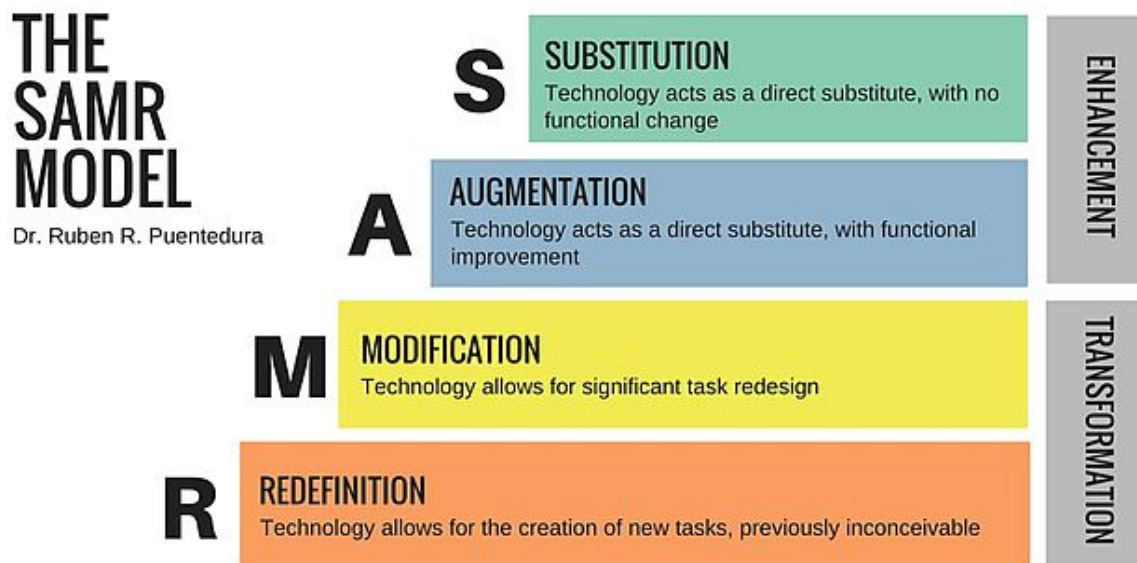 THE
SAMR
MODEL
Dr. Ruben R. Puentedura
S
SUBSTITUTION
Technology acts as a direct substitute, with no
functional change
A
AUGMENTATION
Technology acts as a direct substitute, with functional
improvement
ENHANCEMENT
M
MODIFICATION
Technology allows for significant task redesign
R
REDEFINITION
Technology allows for the creation of new tasks, previously inconceivable
TRANSFORMATION